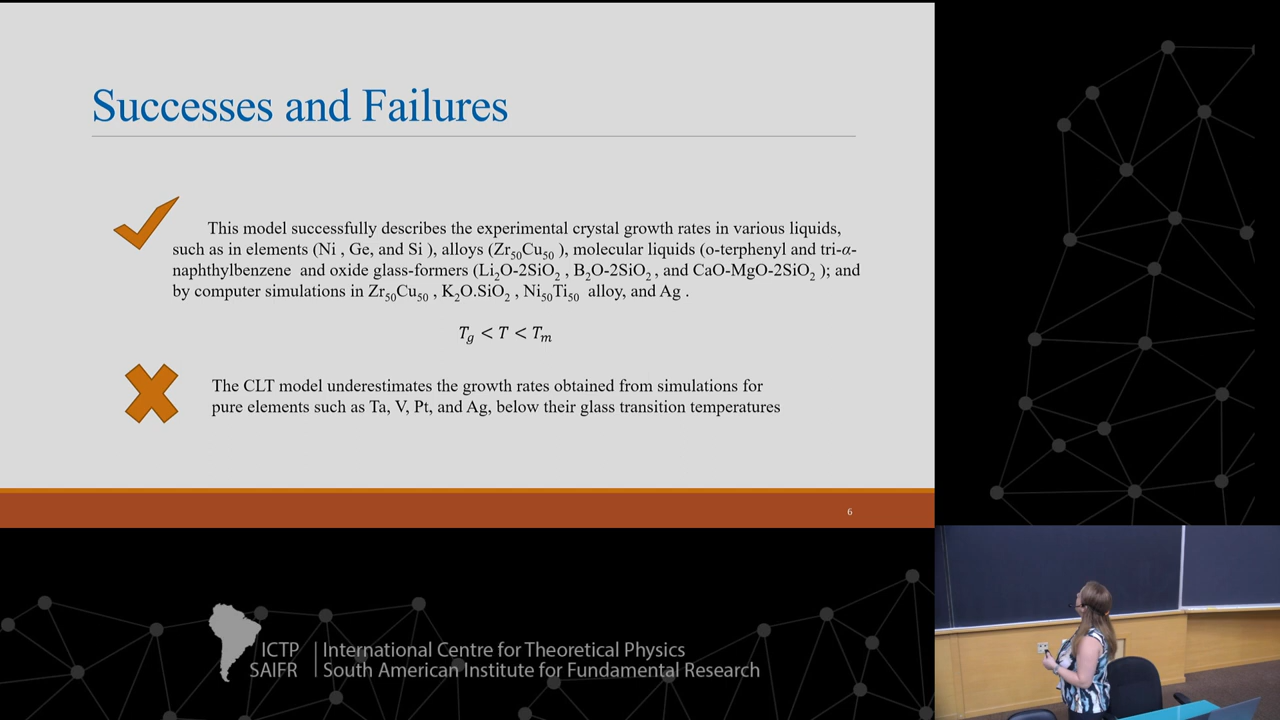 Successes and Failures
This model successfully describes the experimental crystal growth rates in various liquids,
such as in elements (Ni , Ge, and Si ), alloys (Zr₅₀Cu₅₀ ), molecular liquids (o-terphenyl and tri-α-
naphthylbenzene and oxide glass-formers (Li₂O-2SiO₂ , B₂O-2SiO₂ , and CaO-MgO-2SiO₂ ); and
by computer simulations in Zr₅₀Cu₅₀ , K₂O.SiO₂ , Ni₅₀Ti₅₀ alloy, and Ag .
T_g < T < T_m
The CLT model underestimates the growth rates obtained from simulations for
pure elements such as Ta, V, Pt, and Ag, below their glass transition temperatures
6
ICTP | International Centre for Theoretical Physics
SAIFR | South American Institute for Fundamental Research